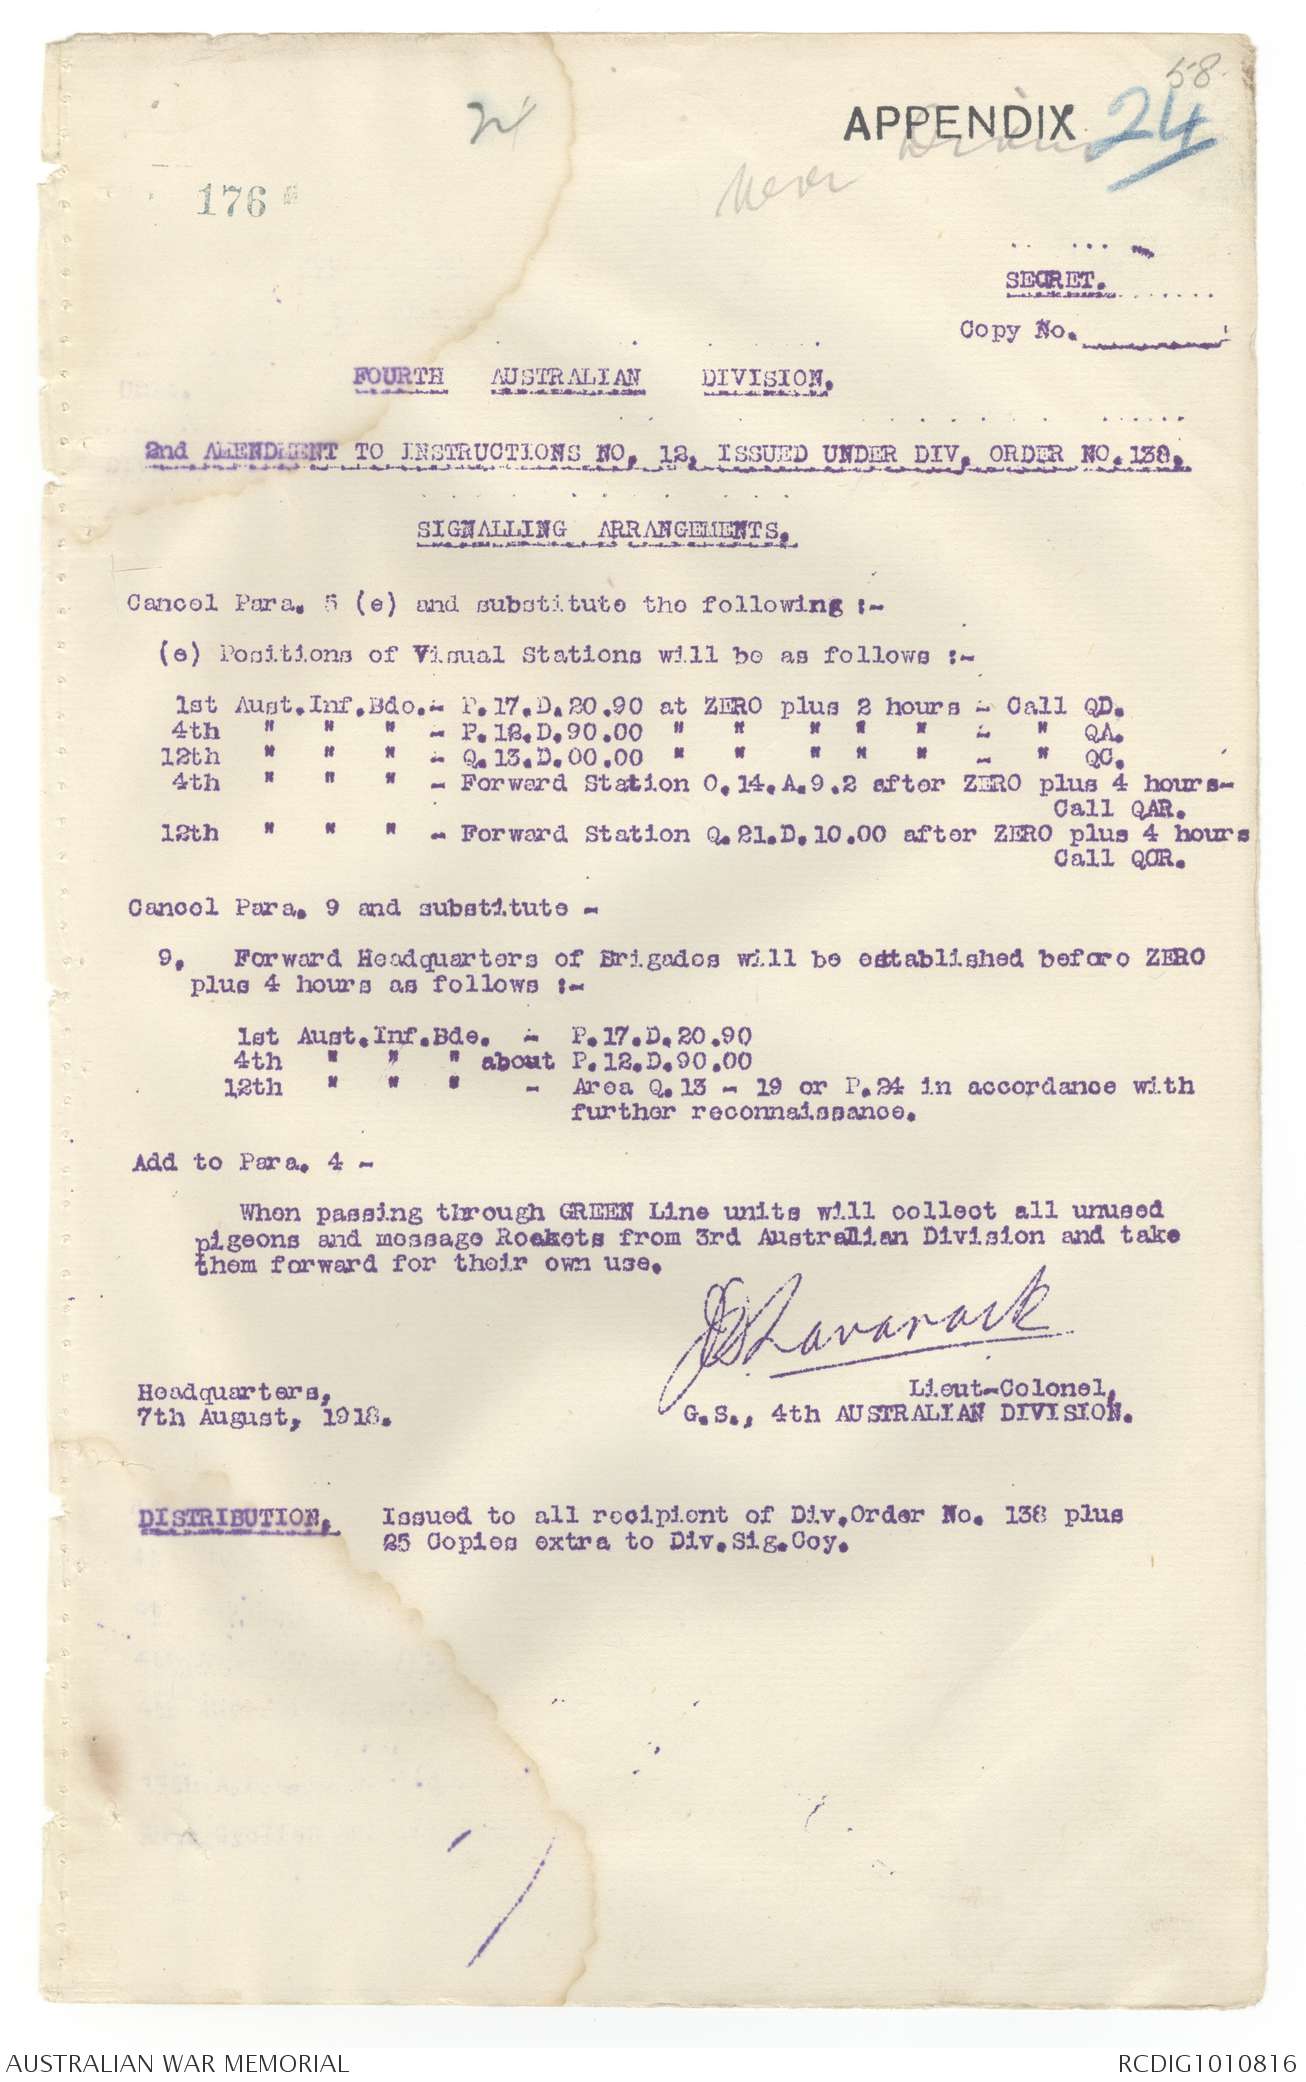 58.
24
APPENDIX 24
176
SECRET.
Copy No.
FOURTH AUSTRALIAN DIVISION.
2nd AMENDMENT TO INSTRUCTIONS NO. 12, ISSUED UNDER DIV. ORDER NO.138.
SIGNALLING ARRANGEMENTS.
Cancel Para. 5 (e) and substitute the following :-
(e) Positions of Visual Stations will be as follows :-
1st Aust.Inf.Bde.- P.17.D.20.90 at ZERO plus 2 hours - Call QD.
4th " " " - P.12.D.90.00 " " " " " - " QA.
12th " " " - Q.13.D.00.00 " " " " " - " QC.
4th " " " - Forward Station O.14.A.9.2 after ZERO plus 4 hours-
Call QAR.
12th " " " - Forward Station Q.21.D.10.00 after ZERO plus 4 hours
Call QCR.
Cancel Para. 9 and substitute -
9. Forward Headquarters of Brigades will be established before ZERO
plus 4 hours as follows :-
1st Aust.Inf.Bde. - P.17.D.20.90
4th " " " about P.12.D.90.00
12th " " " - Area Q.13 - 19 or P.24 in accordance with
further reconnaissance.
Add to Para. 4 -
When passing through GREEN Line units will collect all unused
pigeons and message Rockets from 3rd Australian Division and take
them forward for their own use.
JDLavarack
Lieut-Colonel,
Headquarters,
7th August, 1918.
G.S., 4th AUSTRALIAN DIVISION.
DISTRIBUTION. Issued to all recipient of Div.Order No. 138 plus
25 Copies extra to Div.Sig.Coy.
AUSTRALIAN WAR MEMORIAL
RCDIG1010816